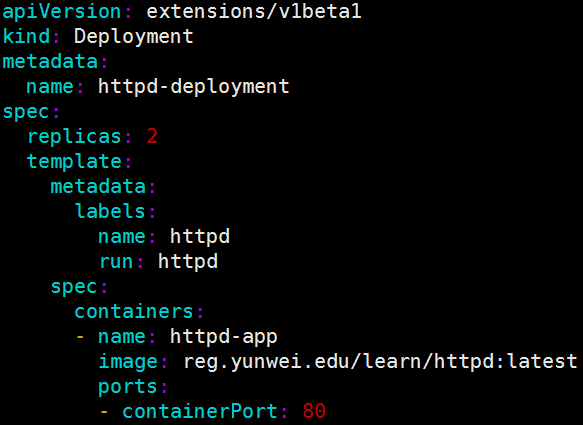 apiVersion: extensions/v1beta1
kind: Deployment
metadata:
  name: httpd-deployment
spec:
  replicas: 2
  template:
    metadata:
      labels:
        name: httpd
        run: httpd
    spec:
      containers:
      - name: httpd-app
        image: reg.yunwei.edu/learn/httpd:latest
        ports:
        - containerPort: 80